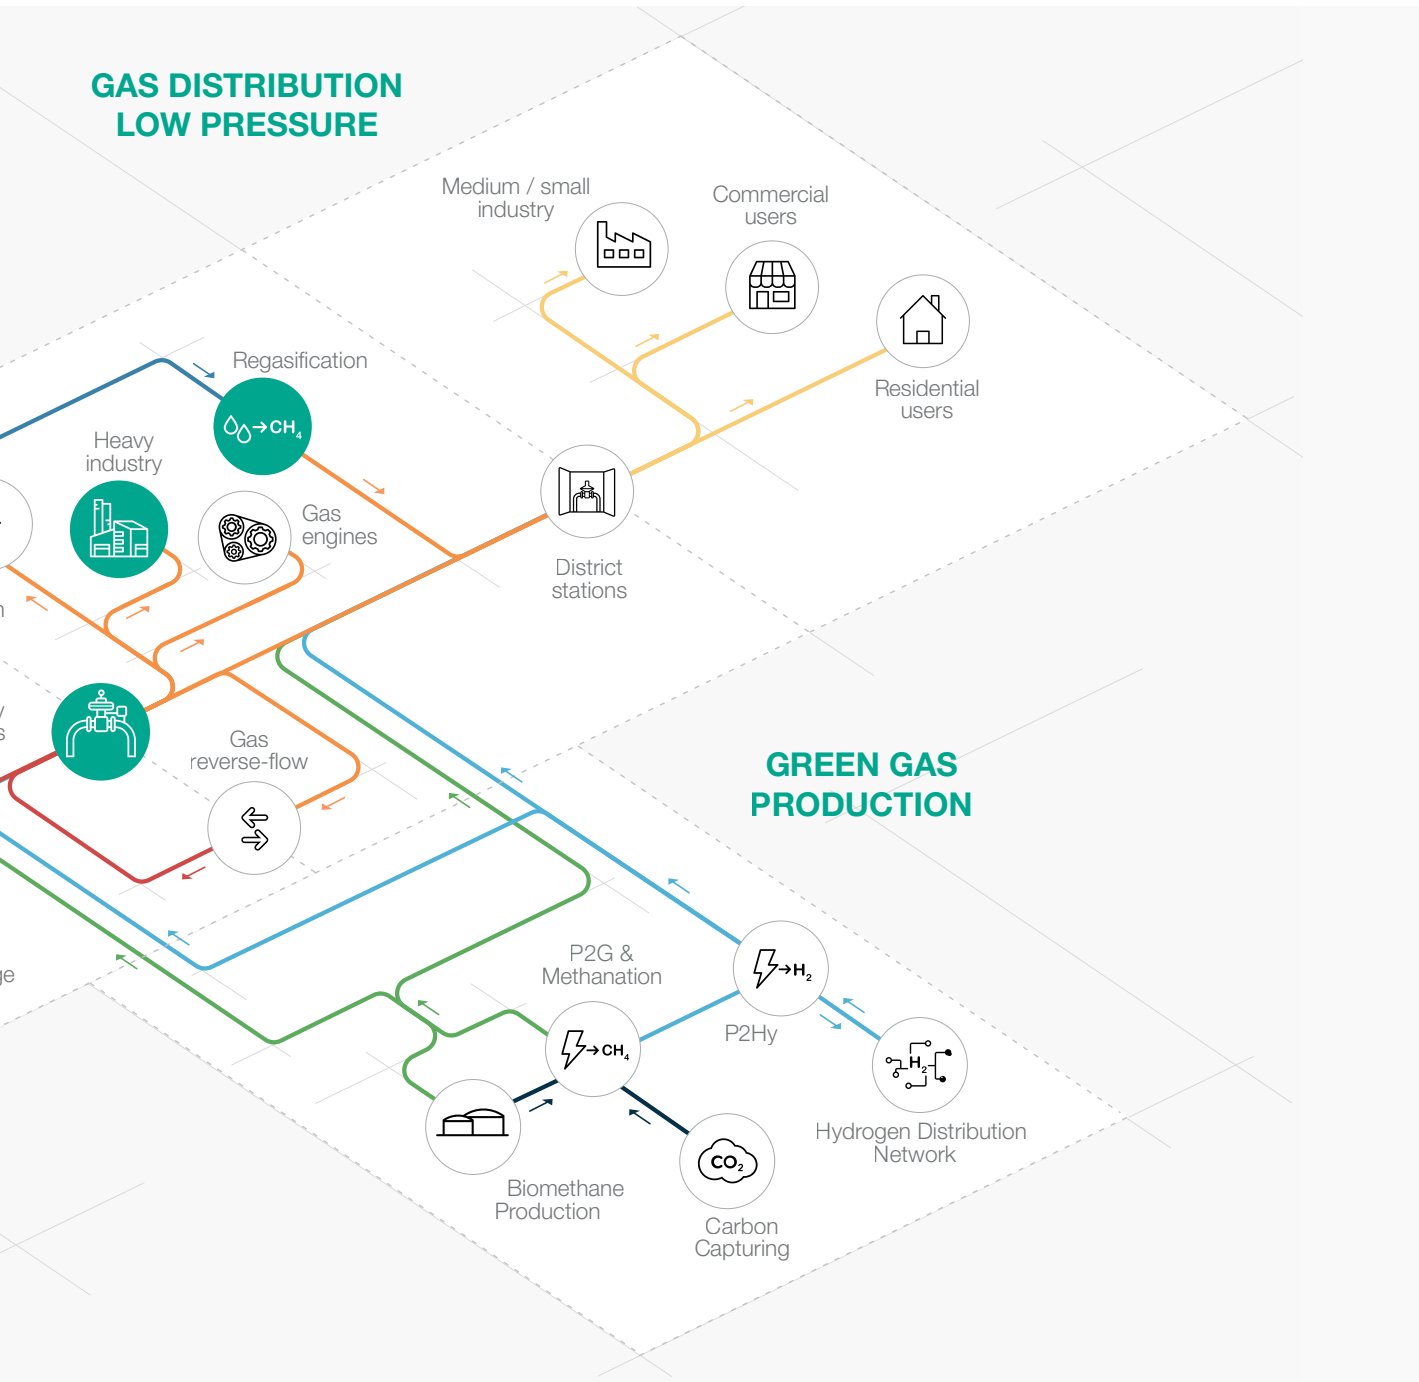 GAS DISTRIBUTION
LOW PRESSURE
Medium / small
industry
Commercial
users
Residential
users
Regasification
→CH₄
Heavy
industry
Gas
engines
District
stations
Gas
reverse-flow
GREEN GAS
PRODUCTION
P2G &
Methanation
→H₂
P2Hy
→CH₄
H₂
Hydrogen Distribution
Network
CO₂
Biomethane
Production
Carbon
Capturing